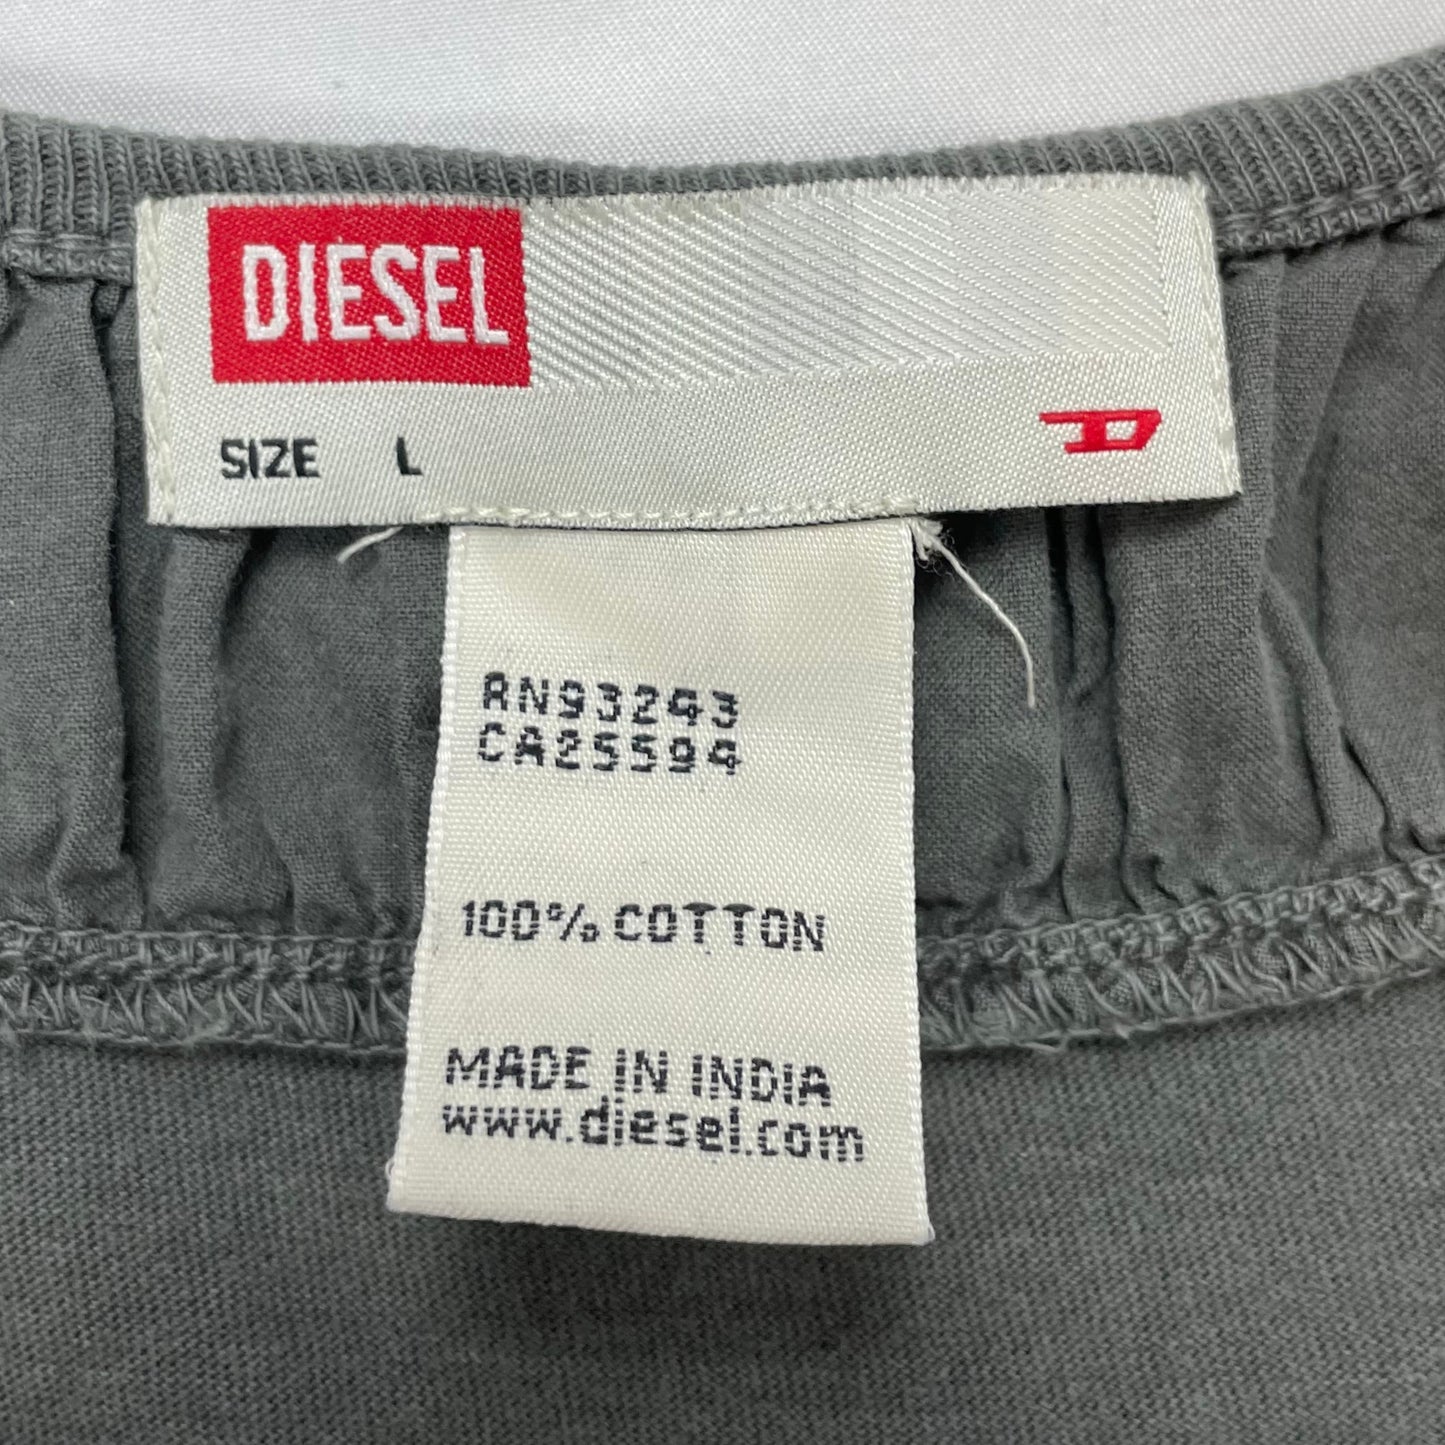 DIESEL
SIZE L
D
RN93243
CA25594
100% COTTON
MADE IN INDIA
www.diesel.com